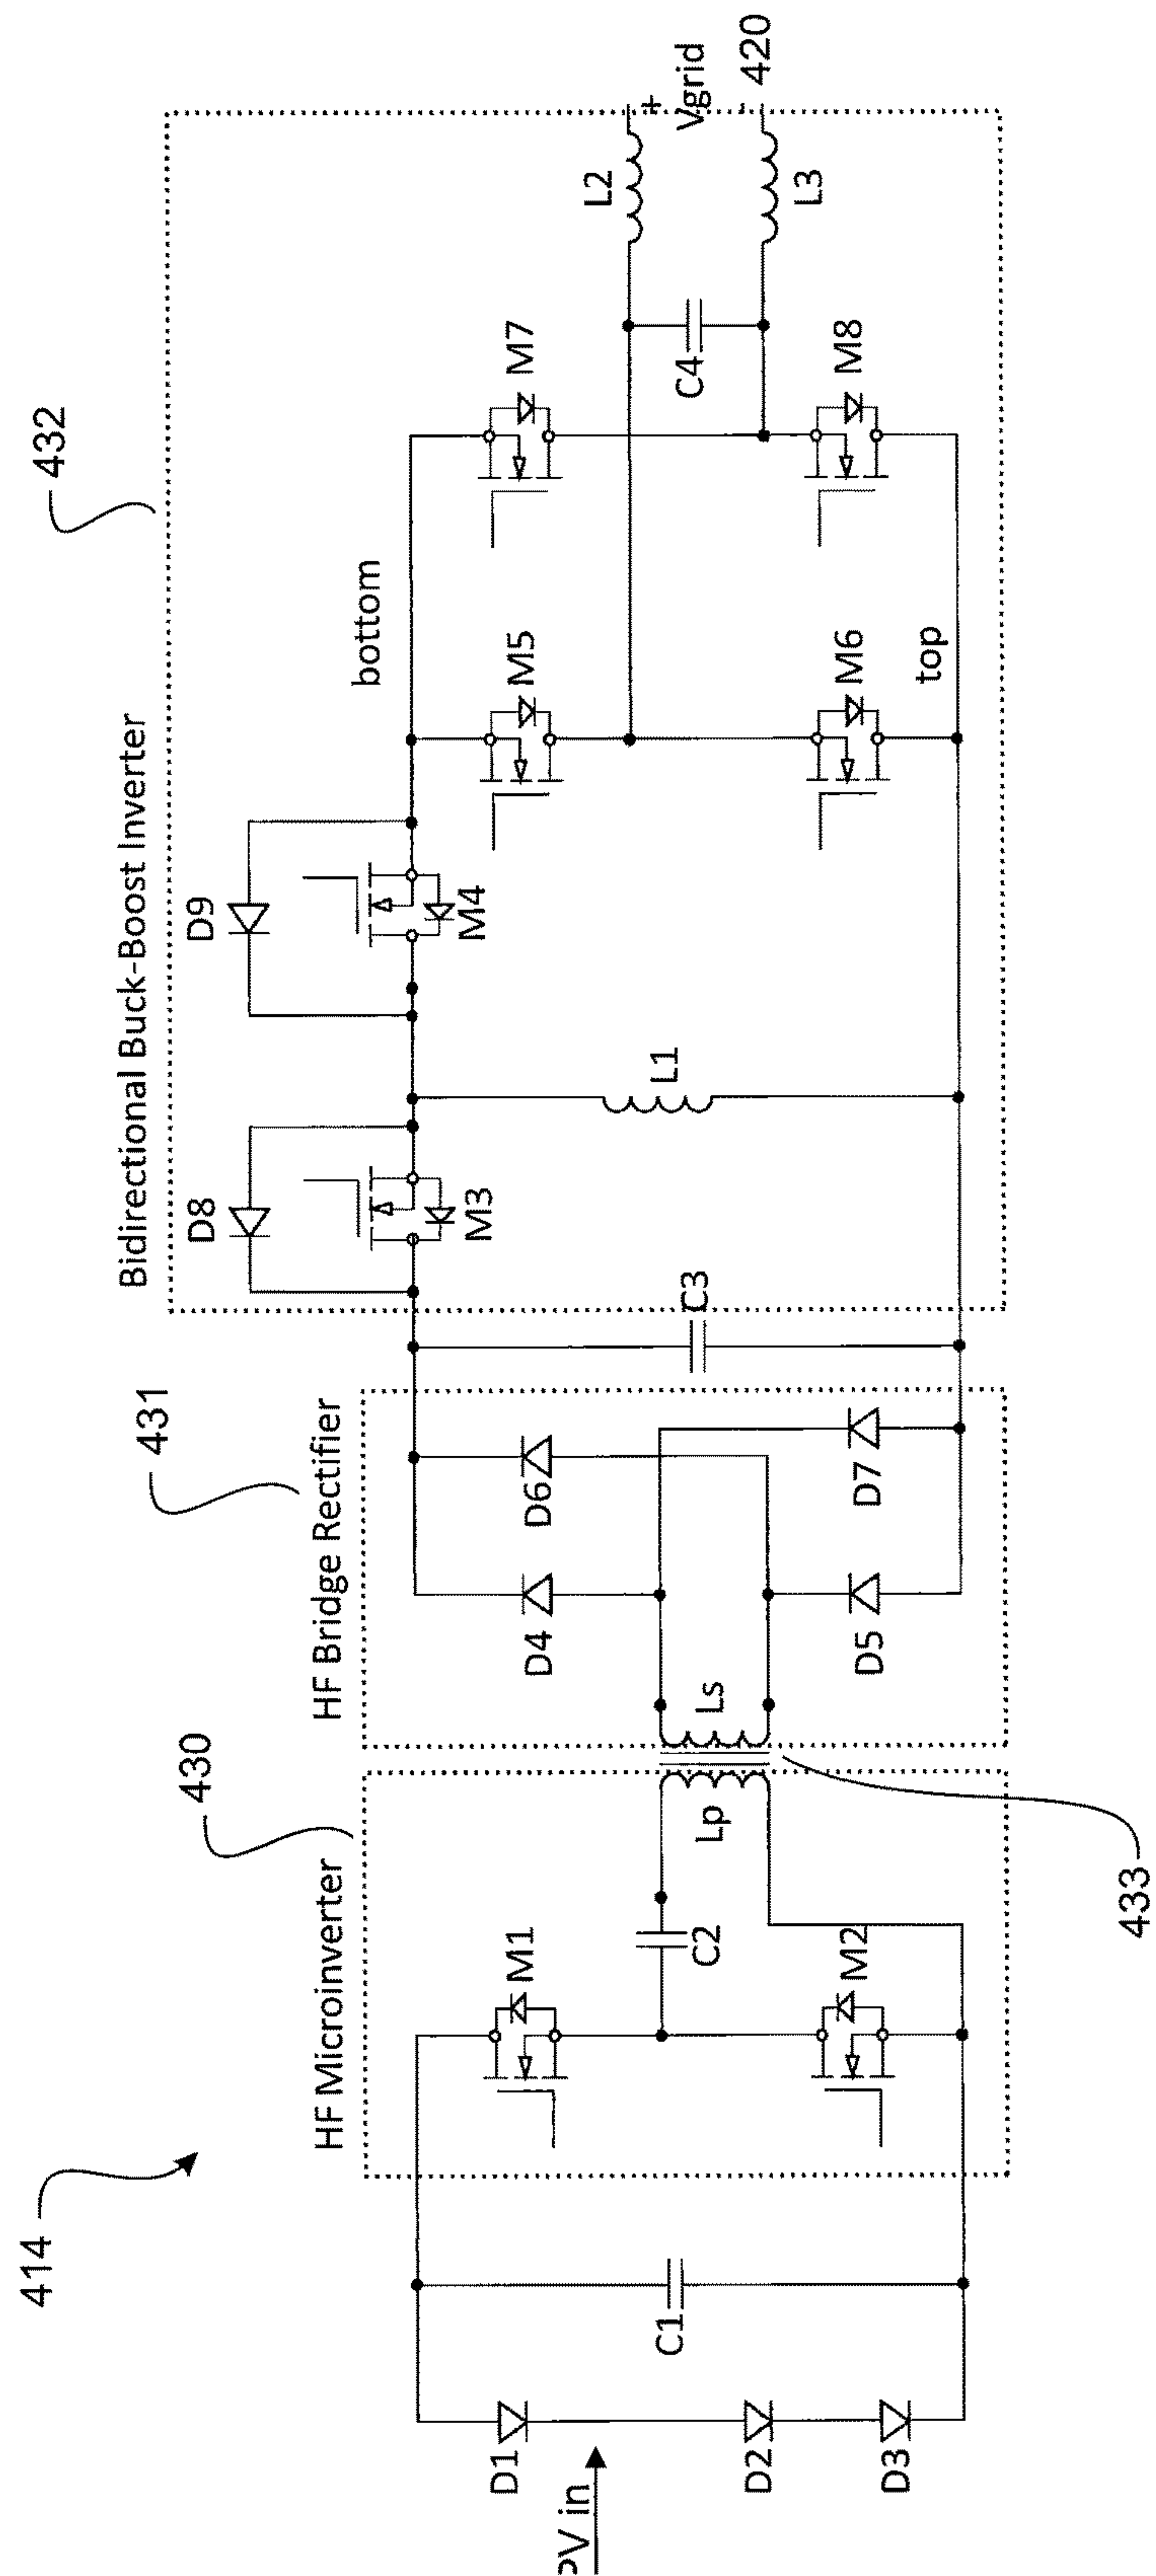 414
PV in
D1
D2
D3
C1
HF Microinverter
430
M1
M2
C2
Lp
433
HF Bridge Rectifier
431
Ls
D4
D5
D6
D7
C3
Bidirectional Buck-Boost Inverter
432
D8
M3
L1
D9
M4
bottom
M5
M6
top
M7
M8
C4
L2
L3
+
Vgrid
-
420